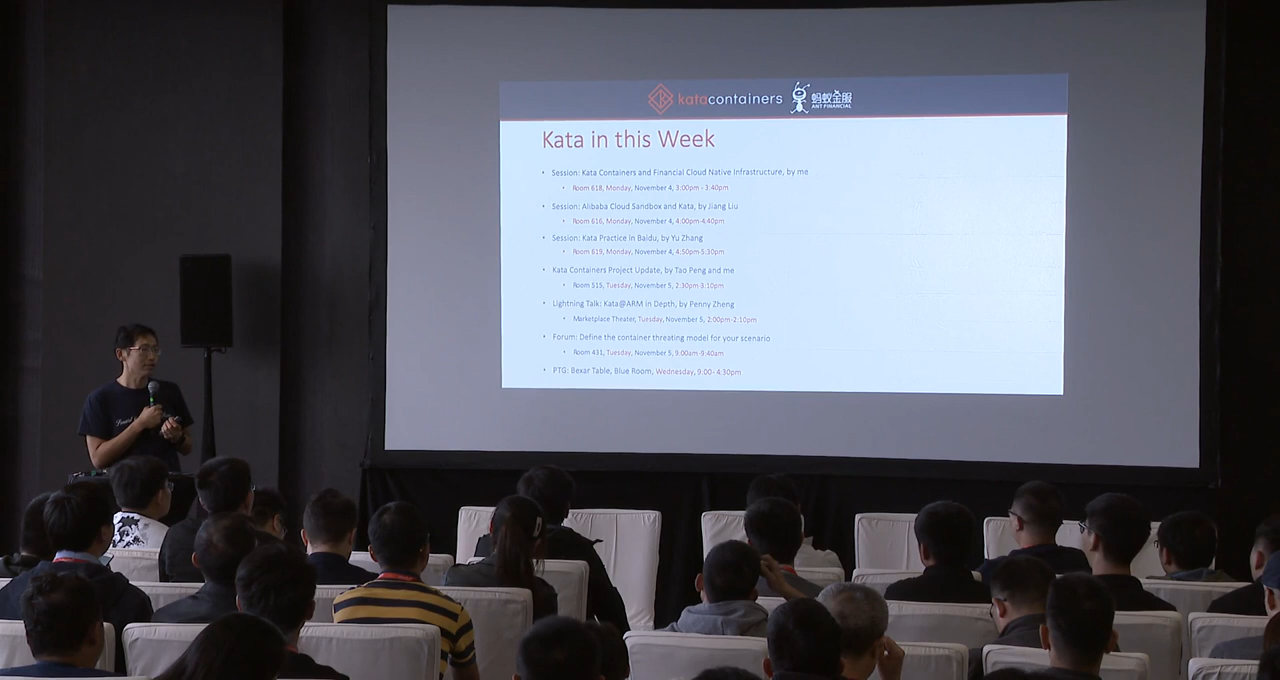 katacontainers 蚂蚁金服
ANT FINANCIAL
Kata in this Week
• Session: Kata Containers and Financial Cloud Native Infrastructure, by me
• Room 618, Monday, November 4, 3:00pm - 3:40pm
• Session: Alibaba Cloud Sandbox and Kata, by Jiang Liu
• Room 616, Monday, November 4, 4:00pm-4:40pm
• Session: Kata Practice in Baidu, by Yu Zhang
• Room 619, Monday, November 4, 4:50pm-5:30pm
• Kata Containers Project Update, by Tao Peng and me
• Room 515, Tuesday, November 5, 2:30pm-3:10pm
• Lightning Talk: Kata@ARM in Depth, by Penny Zheng
• Marketplace Theater, Tuesday, November 5, 2:00pm-2:10pm
• Forum: Define the container threating model for your scenario
• Room 431, Tuesday, November 5, 9:00am-9:40am
• PTG: Bexar Table, Blue Room, Wednesday, 9:00- 4:30pm